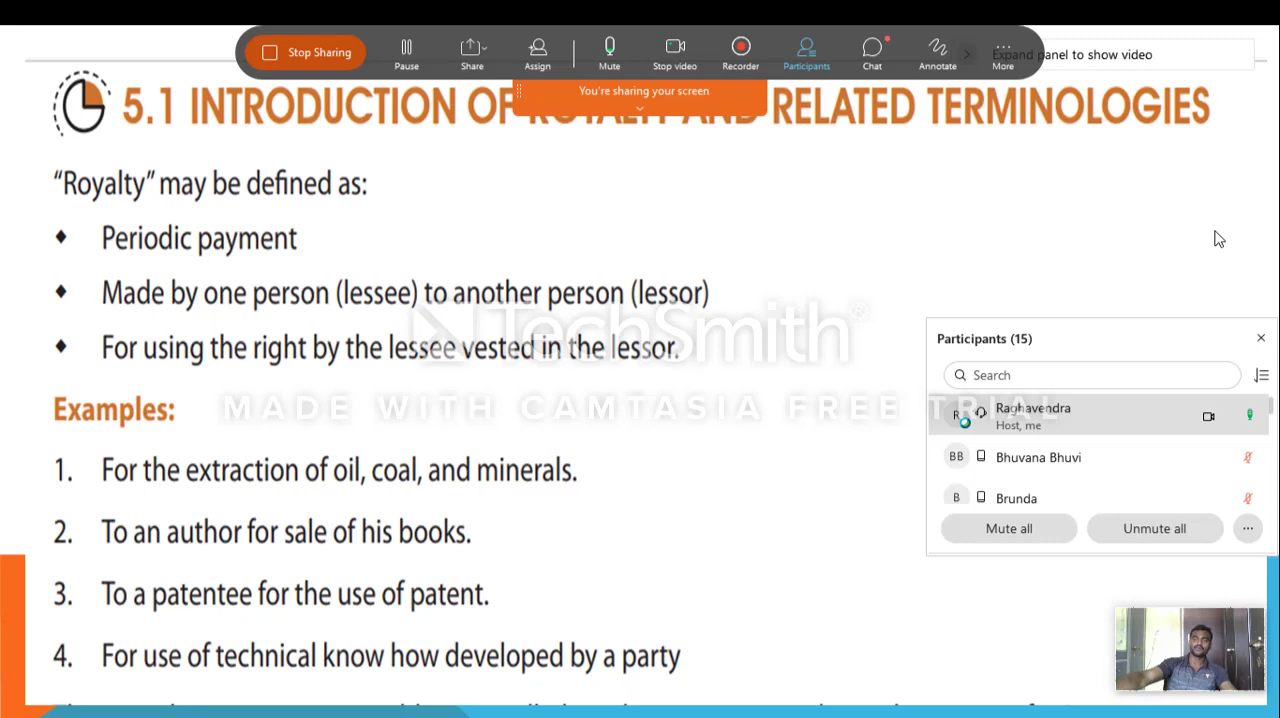 Stop Sharing
Pause
Share
Assign
Mute
Stop video
Recorder
Participants
Chat
Annotate
More
Expand panel to show video
You're sharing your screen
5.1 INTRODUCTION OF ROYALTY AND RELATED TERMINOLOGIES
“Royalty” may be defined as:
♦ Periodic payment
♦ Made by one person (lessee) to another person (lessor)
♦ For using the right by the lessee vested in the lessor.
TechSmith®
MADE WITH CAMTASIA FREE TRIAL
Examples:
1. For the extraction of oil, coal, and minerals.
2. To an author for sale of his books.
3. To a patentee for the use of patent.
4. For use of technical know how developed by a party
Participants (15)
Search
R Raghavendra
Host, me
BB Bhuvana Bhuvi
B Brunda
Mute all
Unmute all